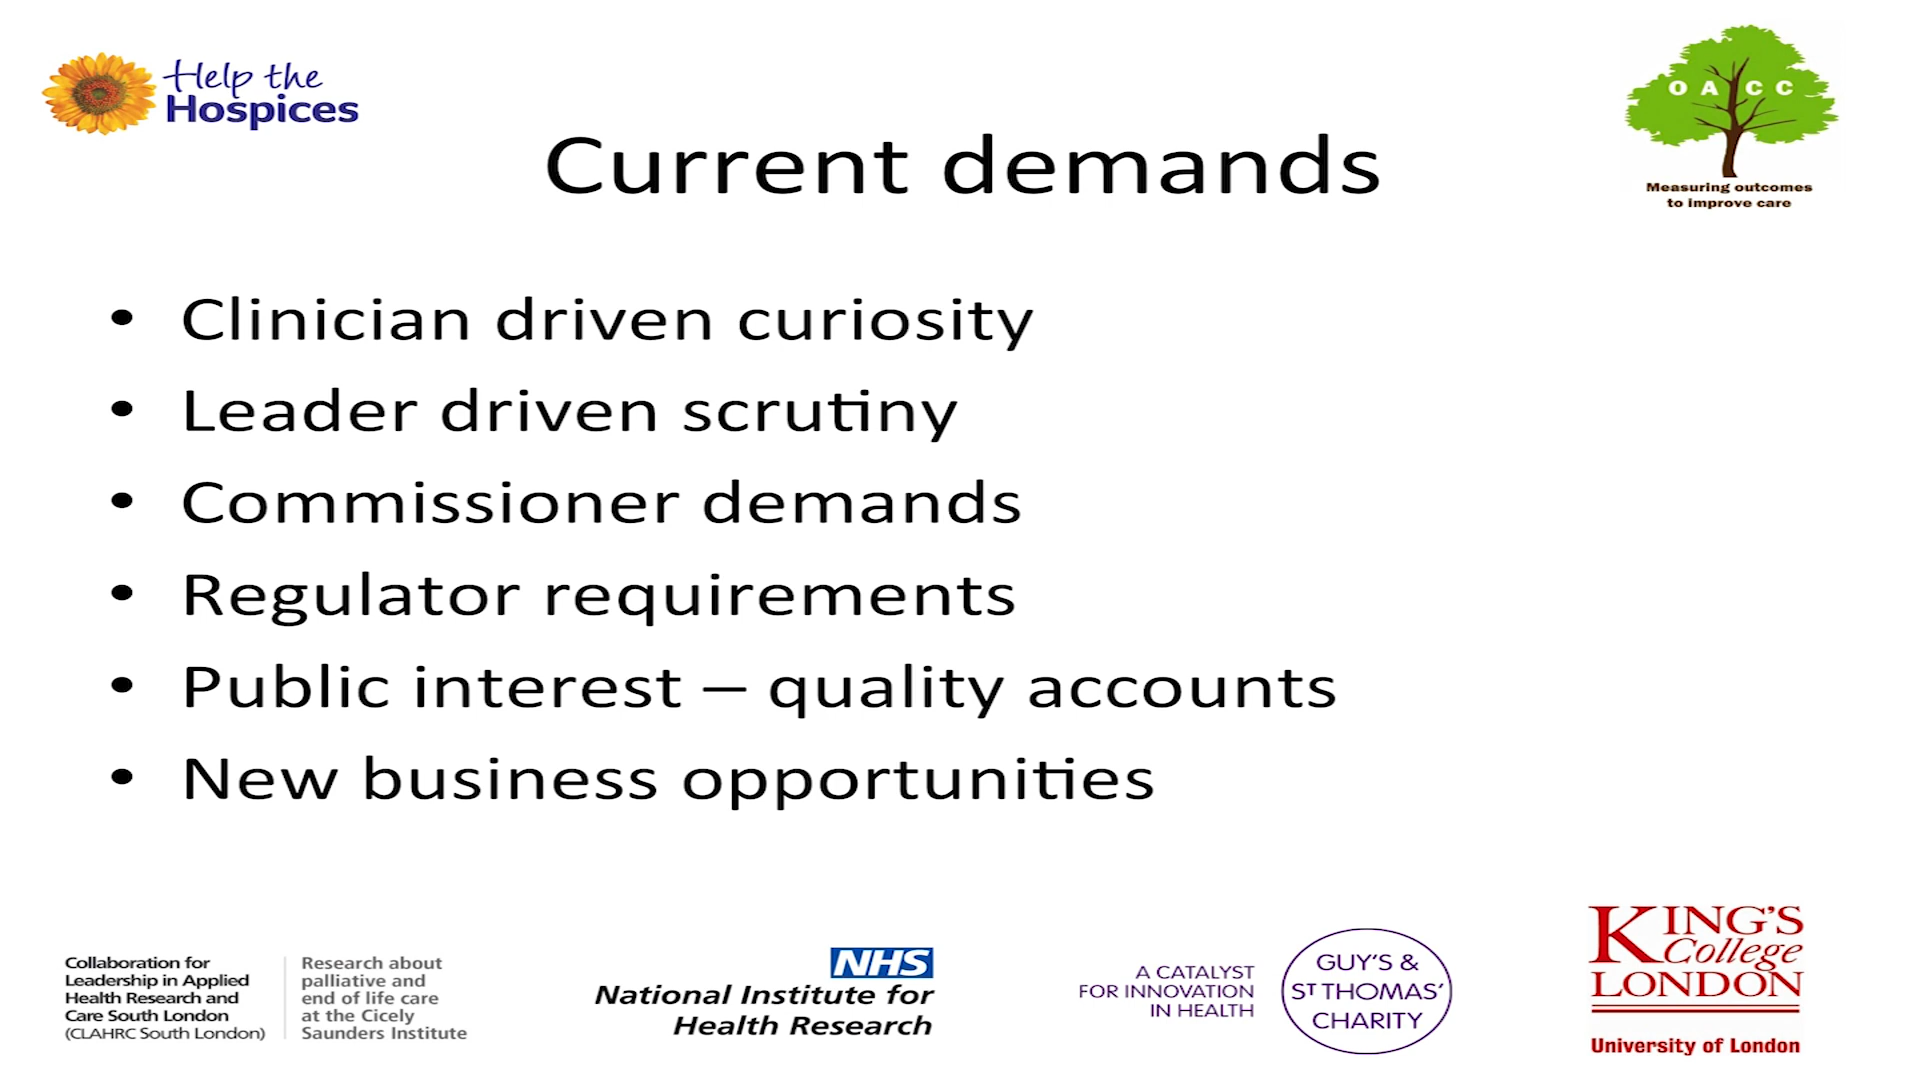 Help the
Hospices
O A C C
Measuring outcomes
to improve care
Current demands
• Clinician driven curiosity
• Leader driven scrutiny
• Commissioner demands
• Regulator requirements
• Public interest – quality accounts
• New business opportunities
Collaboration for
Leadership in Applied
Health Research and
Care South London
(CLAHRC South London)
Research about
palliative and
end of life care
at the Cicely
Saunders Institute
NHS
National Institute for
Health Research
A CATALYST
FOR INNOVATION
IN HEALTH
GUY'S &
ST THOMAS'
CHARITY
KING'S
College
LONDON
University of London